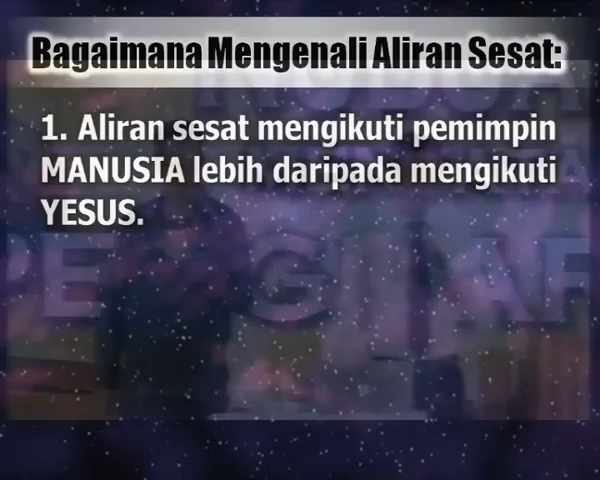 Bagaimana Mengenali Aliran Sesat:
1. Aliran sesat mengikuti pemimpin
MANUSIA lebih daripada mengikuti
YESUS.